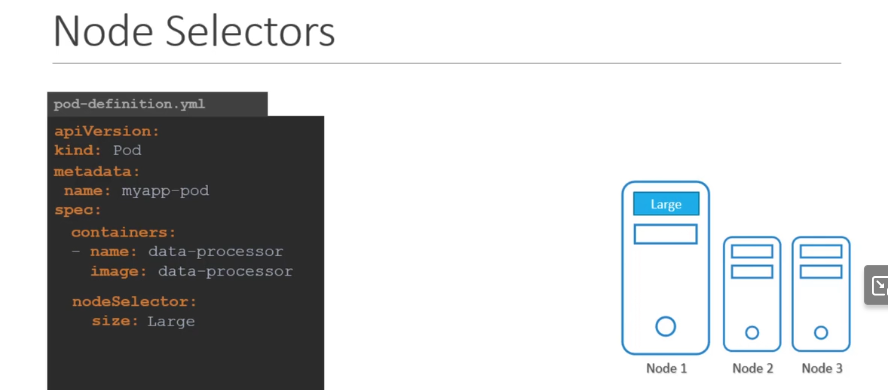 Node Selectors
pod-definition.yml
apiVersion:
kind: Pod
metadata:
name: myapp-pod
spec:
containers:
- name: data-processor
image: data-processor
nodeSelector:
size: Large
Large
Node 1
Node 2
Node 3